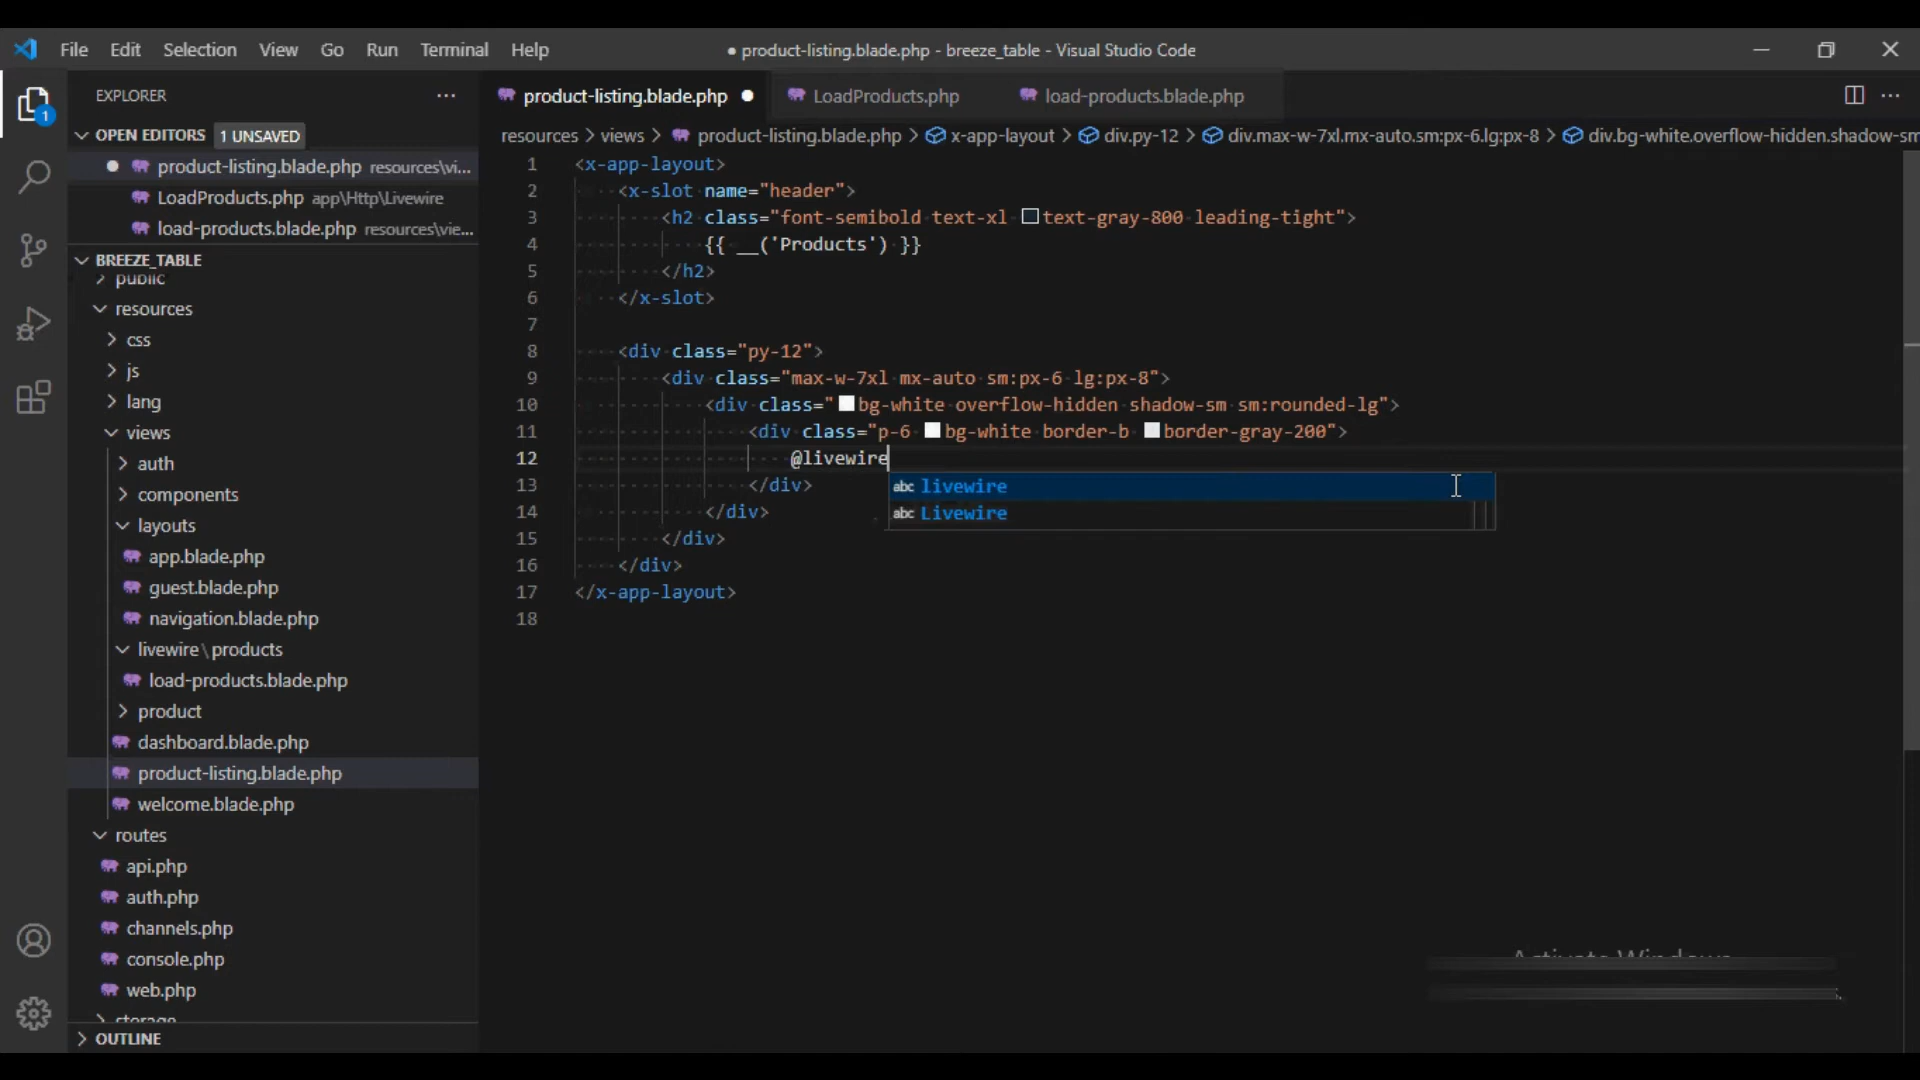 File Edit Selection View Go Run Terminal Help
● product-listing.blade.php - breeze_table - Visual Studio Code
1
EXPLORER
OPEN EDITORS 1 UNSAVED
product-listing.blade.php resources\vi...
LoadProducts.php app\Http\Livewire
load-products.blade.php resources\vie...
BREEZE_TABLE
public
resources
css
js
lang
views
auth
components
layouts
app.blade.php
guest.blade.php
navigation.blade.php
livewire\products
load-products.blade.php
product
dashboard.blade.php
product-listing.blade.php
welcome.blade.php
routes
api.php
auth.php
channels.php
console.php
web.php
storage
OUTLINE
product-listing.blade.php LoadProducts.php load-products.blade.php
resources > views > product-listing.blade.php > x-app-layout > div.py-12 > div.max-w-7xl.mx-auto.sm:px-6.lg:px-8 > div.bg-white.overflow-hidden.shadow-sm
1 <x-app-layout>
2 <x-slot name="header">
3 <h2 class="font-semibold text-xl text-gray-800 leading-tight">
4 {{ __('Products') }}
5 </h2>
6 </x-slot>
7
8 <div class="py-12">
9 <div class="max-w-7xl mx-auto sm:px-6 lg:px-8">
10 <div class="bg-white overflow-hidden shadow-sm sm:rounded-lg">
11 <div class="p-6 bg-white border-b border-gray-200">
12 @livewire
13 </div>
14 </div>
15 </div>
16 </div>
17 </x-app-layout>
18
abc livewire
abc Livewire
Activate Windows